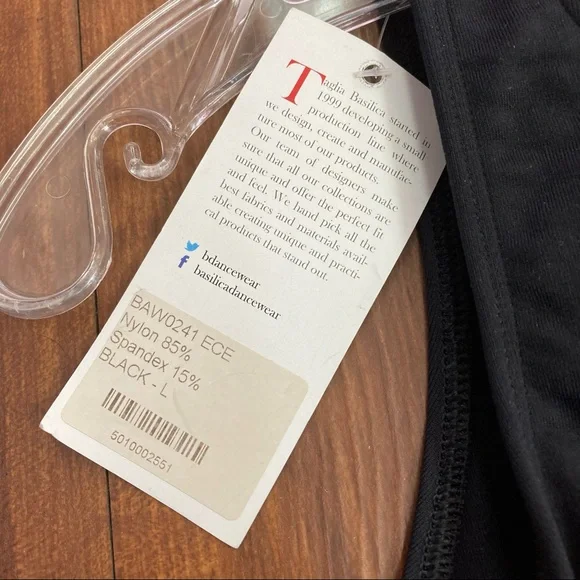 Taglia Basilica started in
1999 developing a small
production line where
we design, create and manufac-
ture most of our products.
Our team of designers make
sure that all our collections are
unique and offer the perfect fit
and feel. We hand pick all the
best fabrics and materials avail-
able creating unique and practi-
cal products that stand out.
bdancewear
basilicadancewear
BAW0241 ECE
Nylon 85%
Spandex 15%
BLACK - L
5010002551